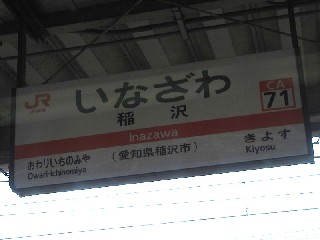 JR
いなざわ
CA
71
稲沢
inazawa
おわりいちのみや
Owari-Ichinomiya
(愛知県稲沢市)
きよす
Kiyosu